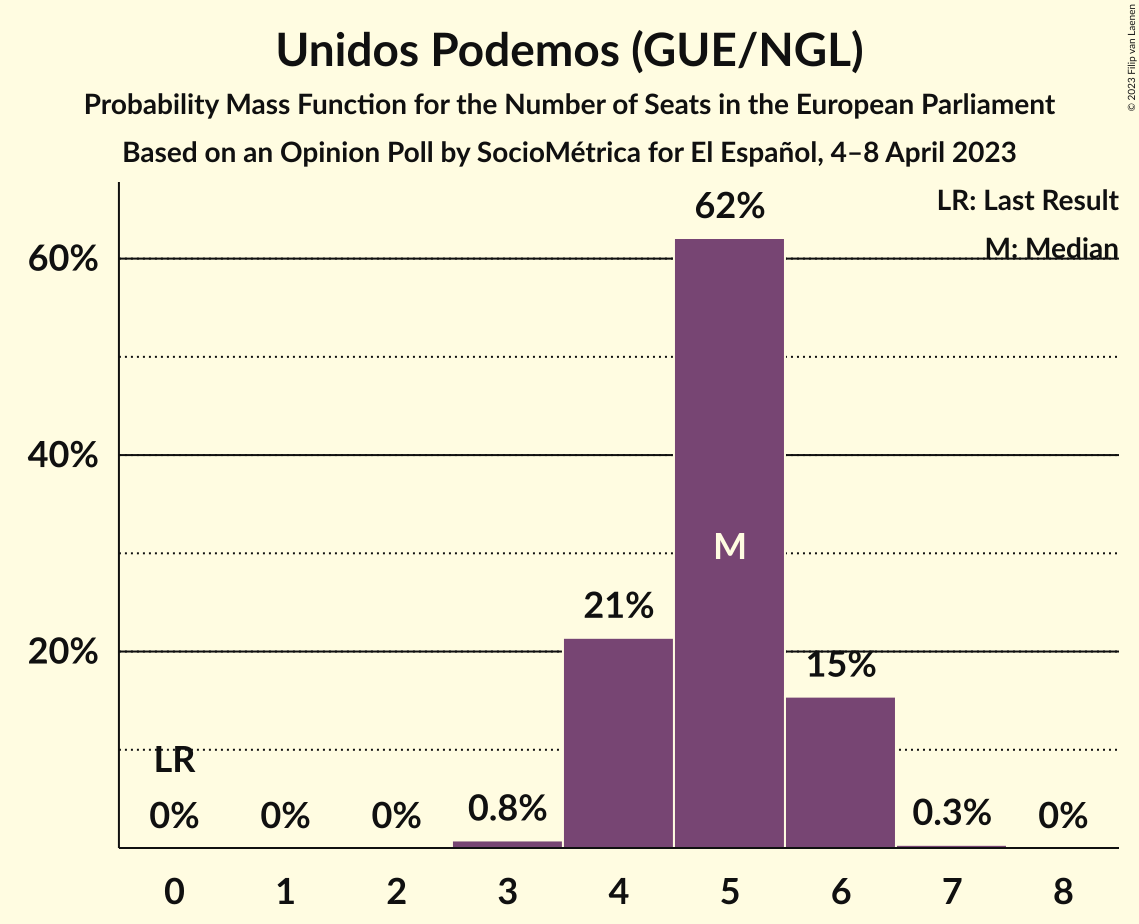 Unidos Podemos (GUE/NGL)
Probability Mass Function for the Number of Seats in the European Parliament
Based on an Opinion Poll by SocioMétrica for El Español, 4–8 April 2023
© 2023 Filip van Laenen
LR: Last Result
M: Median
62%
60%
40%
M
21%
20%
15%
LR
0%
0%
0%
0.8%
0.3%
0%
0 1 2 3 4 5 6 7 8